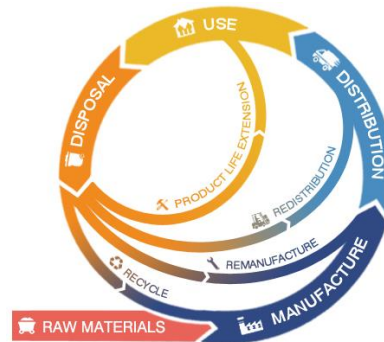 USE
DISTRIBUTION
DISPOSAL
PRODUCT LIFE EXTENSION
REDISTRIBUTION
REMANUFACTURE
RECYCLE
MANUFACTURE
RAW MATERIALS